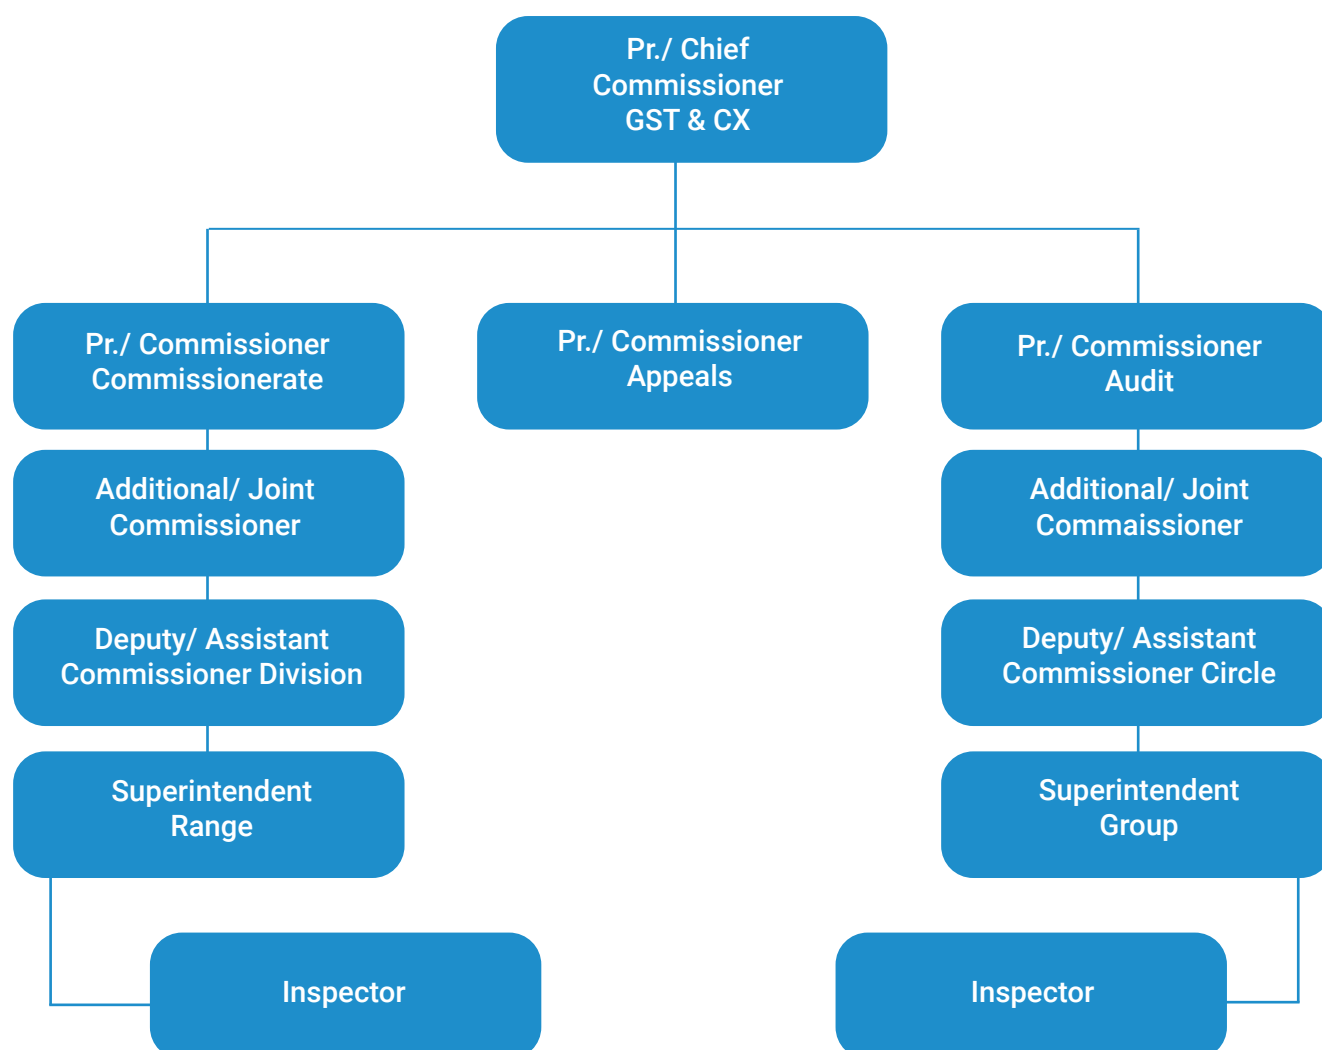 Pr./ Chief
Commissioner
GST & CX
Pr./ Commissioner
Commissionerate
Pr./ Commissioner
Appeals
Pr./ Commissioner
Audit
Additional/ Joint
Commissioner
Additional/ Joint
Commaissioner
Deputy/ Assistant
Commissioner Division
Deputy/ Assistant
Commissioner Circle
Superintendent
Range
Superintendent
Group
Inspector
Inspector